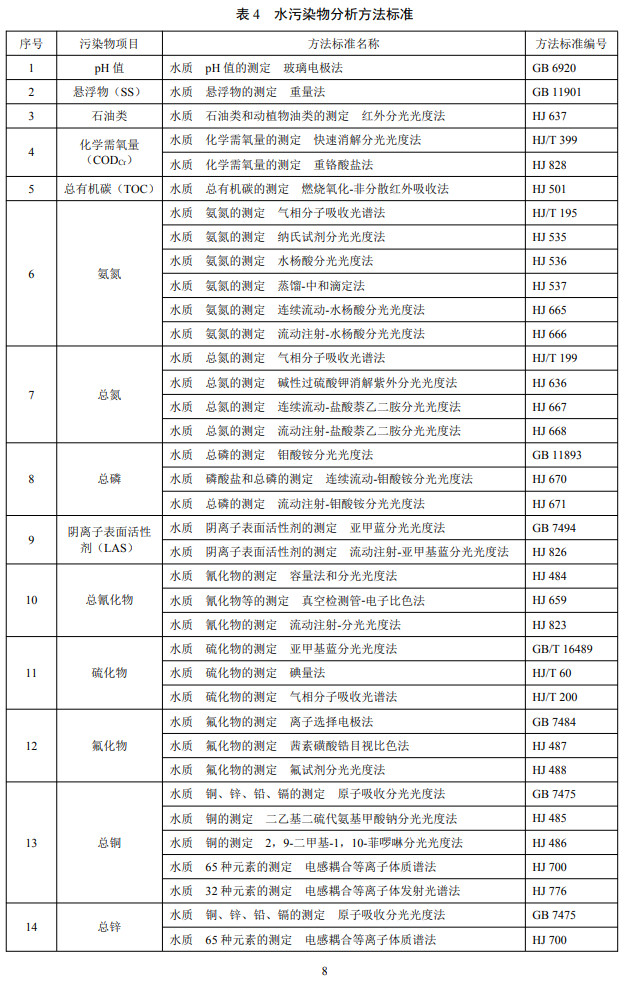 表 4 水污染物分析方法标准
序号 污染物项目 方法标准名称 方法标准编号
1 pH 值 水质 pH 值的测定 玻璃电极法 GB 6920
2 悬浮物（SS） 水质 悬浮物的测定 重量法 GB 11901
3 石油类 水质 石油类和动植物油类的测定 红外分光光度法 HJ 637
4 化学需氧量（CODCr） 水质 化学需氧量的测定 快速消解分光光度法 HJ/T 399
水质 化学需氧量的测定 重铬酸盐法 HJ 828
5 总有机碳（TOC） 水质 总有机碳的测定 燃烧氧化-非分散红外吸收法 HJ 501
6 氨氮 水质 氨氮的测定 气相分子吸收光谱法 HJ/T 195
水质 氨氮的测定 纳氏试剂分光光度法 HJ 535
水质 氨氮的测定 水杨酸分光光度法 HJ 536
水质 氨氮的测定 蒸馏-中和滴定法 HJ 537
水质 氨氮的测定 连续流动-水杨酸分光光度法 HJ 665
水质 氨氮的测定 流动注射-水杨酸分光光度法 HJ 666
7 总氮 水质 总氮的测定 气相分子吸收光谱法 HJ/T 199
水质 总氮的测定 碱性过硫酸钾消解紫外分光光度法 HJ 636
水质 总氮的测定 连续流动-盐酸萘乙二胺分光光度法 HJ 667
水质 总氮的测定 流动注射-盐酸萘乙二胺分光光度法 HJ 668
8 总磷 水质 总磷的测定 钼酸铵分光光度法 GB 11893
水质 磷酸盐和总磷的测定 连续流动-钼酸铵分光光度法 HJ 670
水质 总磷的测定 流动注射-钼酸铵分光光度法 HJ 671
9 阴离子表面活性剂（LAS） 水质 阴离子表面活性剂的测定 亚甲蓝分光光度法 GB 7494
水质 阴离子表面活性剂的测定 流动注射-亚甲基蓝分光光度法 HJ 826
10 总氰化物 水质 氰化物的测定 容量法和分光光度法 HJ 484
水质 氰化物等的测定 真空检测管-电子比色法 HJ 659
水质 氰化物的测定 流动注射-分光光度法 HJ 823
11 硫化物 水质 硫化物的测定 亚甲基蓝分光光度法 GB/T 16489
水质 硫化物的测定 碘量法 HJ/T 60
水质 硫化物的测定 气相分子吸收光谱法 HJ/T 200
12 氟化物 水质 氟化物的测定 离子选择电极法 GB 7484
水质 氟化物的测定 茜素磺酸锆目视比色法 HJ 487
水质 氟化物的测定 氟试剂分光光度法 HJ 488
13 总铜 水质 铜、锌、铅、镉的测定 原子吸收分光光度法 GB 7475
水质 铜的测定 二乙基二硫代氨基甲酸钠分光光度法 HJ 485
水质 铜的测定 2，9-二甲基-1，10-菲啰啉分光光度法 HJ 486
水质 65 种元素的测定 电感耦合等离子体质谱法 HJ 700
水质 32 种元素的测定 电感耦合等离子体发射光谱法 HJ 776
14 总锌 水质 铜、锌、铅、镉的测定 原子吸收分光光度法 GB 7475
水质 65 种元素的测定 电感耦合等离子体质谱法 HJ 700
8